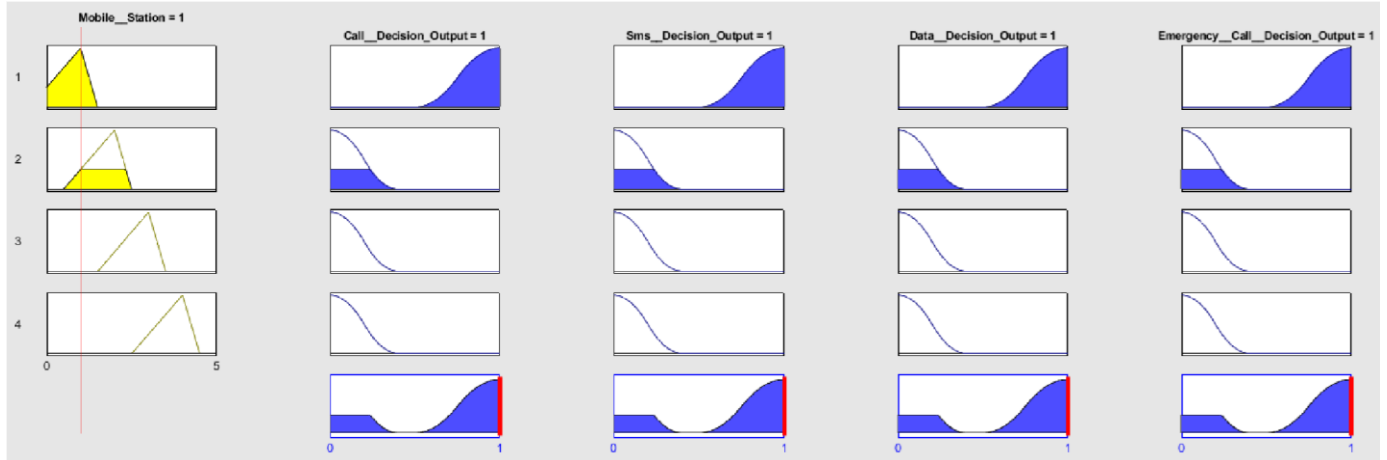 Mobile__Station = 1
Call__Decision_Output = 1
Sms__Decision_Output = 1
Data__Decision_Output = 1
Emergency__Call__Decision_Output = 1
1
2
3
4
0 5
0 1
0 1
0 1
0 1